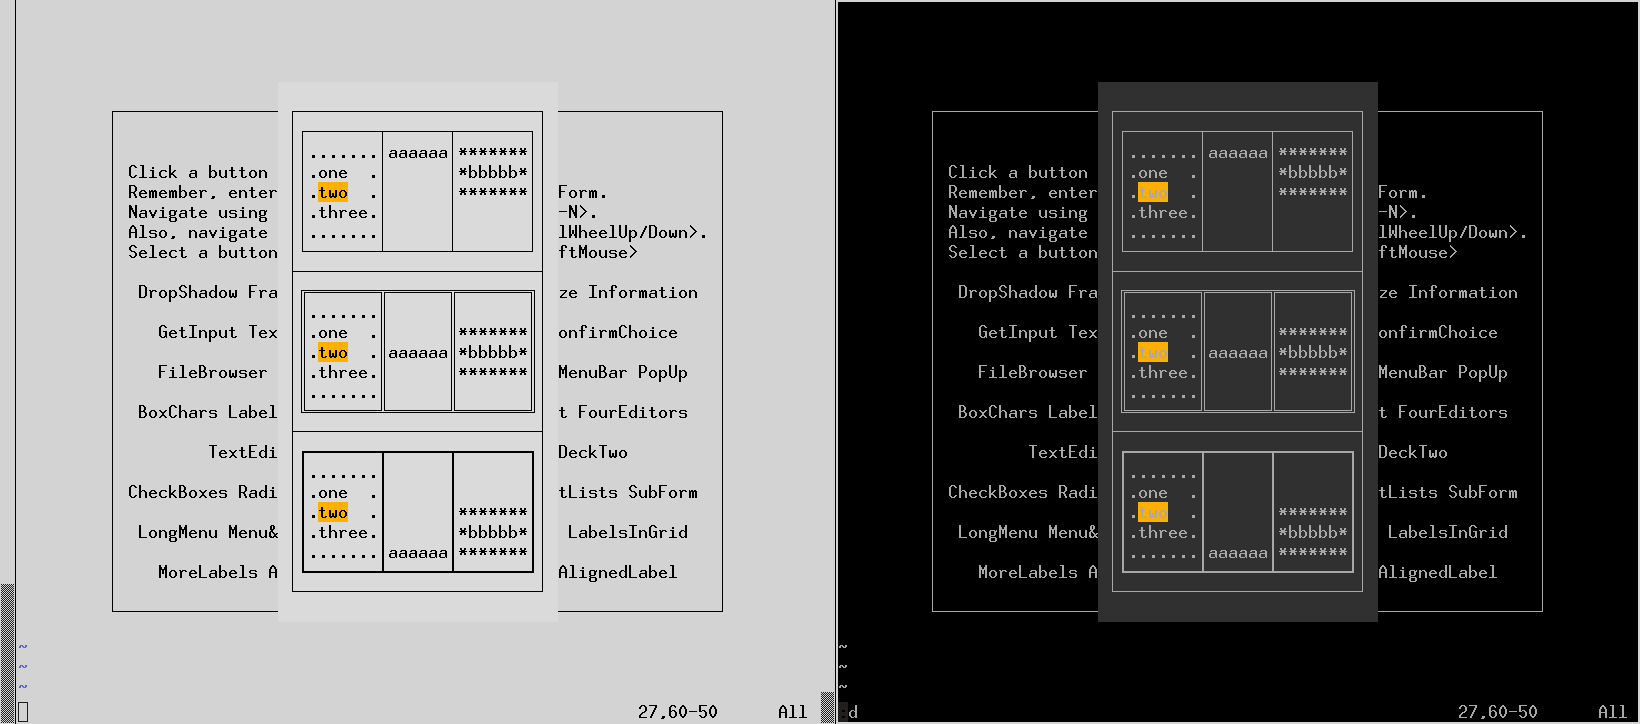 Click a button
Remember, enter Form.
Navigate using -N>.
Also, navigate lWheelUp/Down>.
Select a button ftMouse>
DropShadow Fra ze Information
GetInput Tex onfirmChoice
FileBrowser MenuBar PopUp
BoxChars Label t FourEditors
TextEdi DeckTwo
CheckBoxes Radi tLists SubForm
LongMenu Menu& LabelsInGrid
MoreLabels A AlignedLabel
....... aaaaaa *******
.one . *bbbbb*
.two . *******
.three.
.......
.......
.one . *******
.two . aaaaaa *bbbbb*
.three. *******
.......
.......
.one .
.two . *******
.three. *bbbbb*
....... aaaaaa *******
~
~
~
27,60-50 All
Click a button
Remember, enter Form.
Navigate using -N>.
Also, navigate lWheelUp/Down>.
Select a button ftMouse>
DropShadow Fra ze Information
GetInput Tex onfirmChoice
FileBrowser MenuBar PopUp
BoxChars Label t FourEditors
TextEdi DeckTwo
CheckBoxes Radi tLists SubForm
LongMenu Menu& LabelsInGrid
MoreLabels A AlignedLabel
....... aaaaaa *******
.one . *bbbbb*
.two . *******
.three.
.......
.......
.one . *******
.two . aaaaaa *bbbbb*
.three. *******
.......
.......
.one .
.two . *******
.three. *bbbbb*
....... aaaaaa *******
~
~
~
:d 27,60-50 All